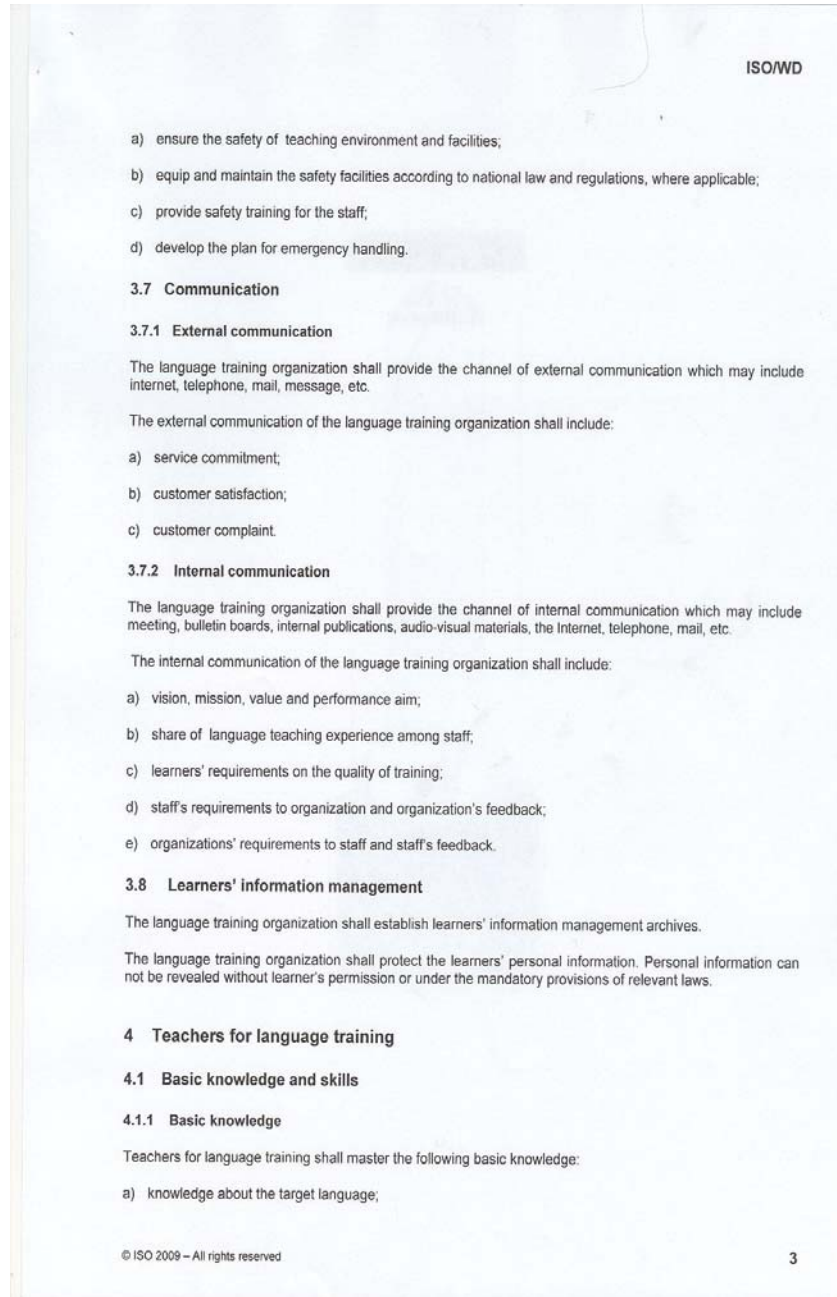 ISO/WD
a) ensure the safety of teaching environment and facilities;
b) equip and maintain the safety facilities according to national law and regulations, where applicable;
c) provide safety training for the staff;
d) develop the plan for emergency handling.
3.7 Communication
3.7.1 External communication
The language training organization shall provide the channel of external communication which may include
internet, telephone, mail, message, etc.
The external communication of the language training organization shall include:
a) service commitment;
b) customer satisfaction;
c) customer complaint.
3.7.2 Internal communication
The language training organization shall provide the channel of internal communication which may include
meeting, bulletin boards, internal publications, audio-visual materials, the Internet, telephone, mail, etc.
The internal communication of the language training organization shall include:
a) vision, mission, value and performance aim;
b) share of language teaching experience among staff;
c) learners' requirements on the quality of training;
d) staff's requirements to organization and organization's feedback;
e) organizations' requirements to staff and staff's feedback.
3.8 Learners' information management
The language training organization shall establish learners' information management archives.
The language training organization shall protect the learners' personal information. Personal information can
not be revealed without learner's permission or under the mandatory provisions of relevant laws.
4 Teachers for language training
4.1 Basic knowledge and skills
4.1.1 Basic knowledge
Teachers for language training shall master the following basic knowledge:
a) knowledge about the target language;
© ISO 2009 – All rights reserved
3